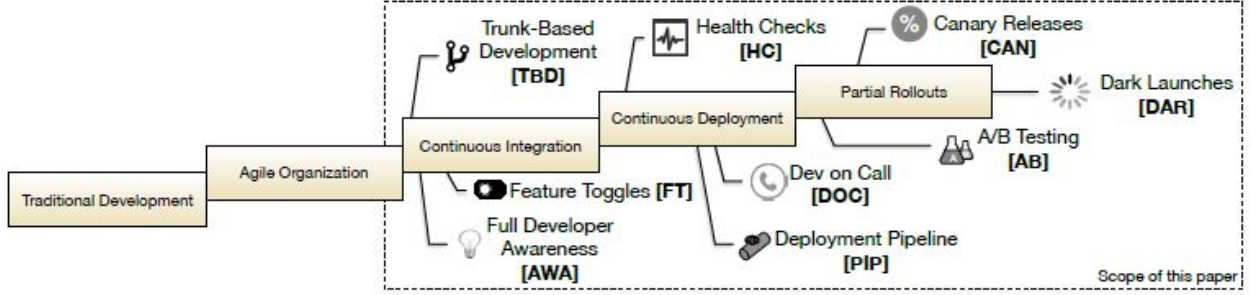 Traditional Development
Agile Organization
Continuous Integration
Trunk-Based
Development
[TBD]
Feature Toggles [FT]
Full Developer
Awareness
[AWA]
Continuous Deployment
Health Checks
[HC]
Dev on Call
[DOC]
Deployment Pipeline
[PIP]
Partial Rollouts
%
Canary Releases
[CAN]
Dark Launches
[DAR]
A
A/B Testing
[AB]
Scope of this paper